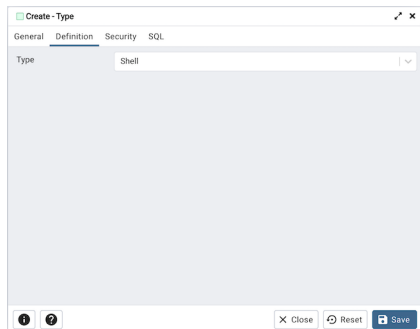 Create - Type
General Definition Security SQL
Type Shell
Close Reset Save